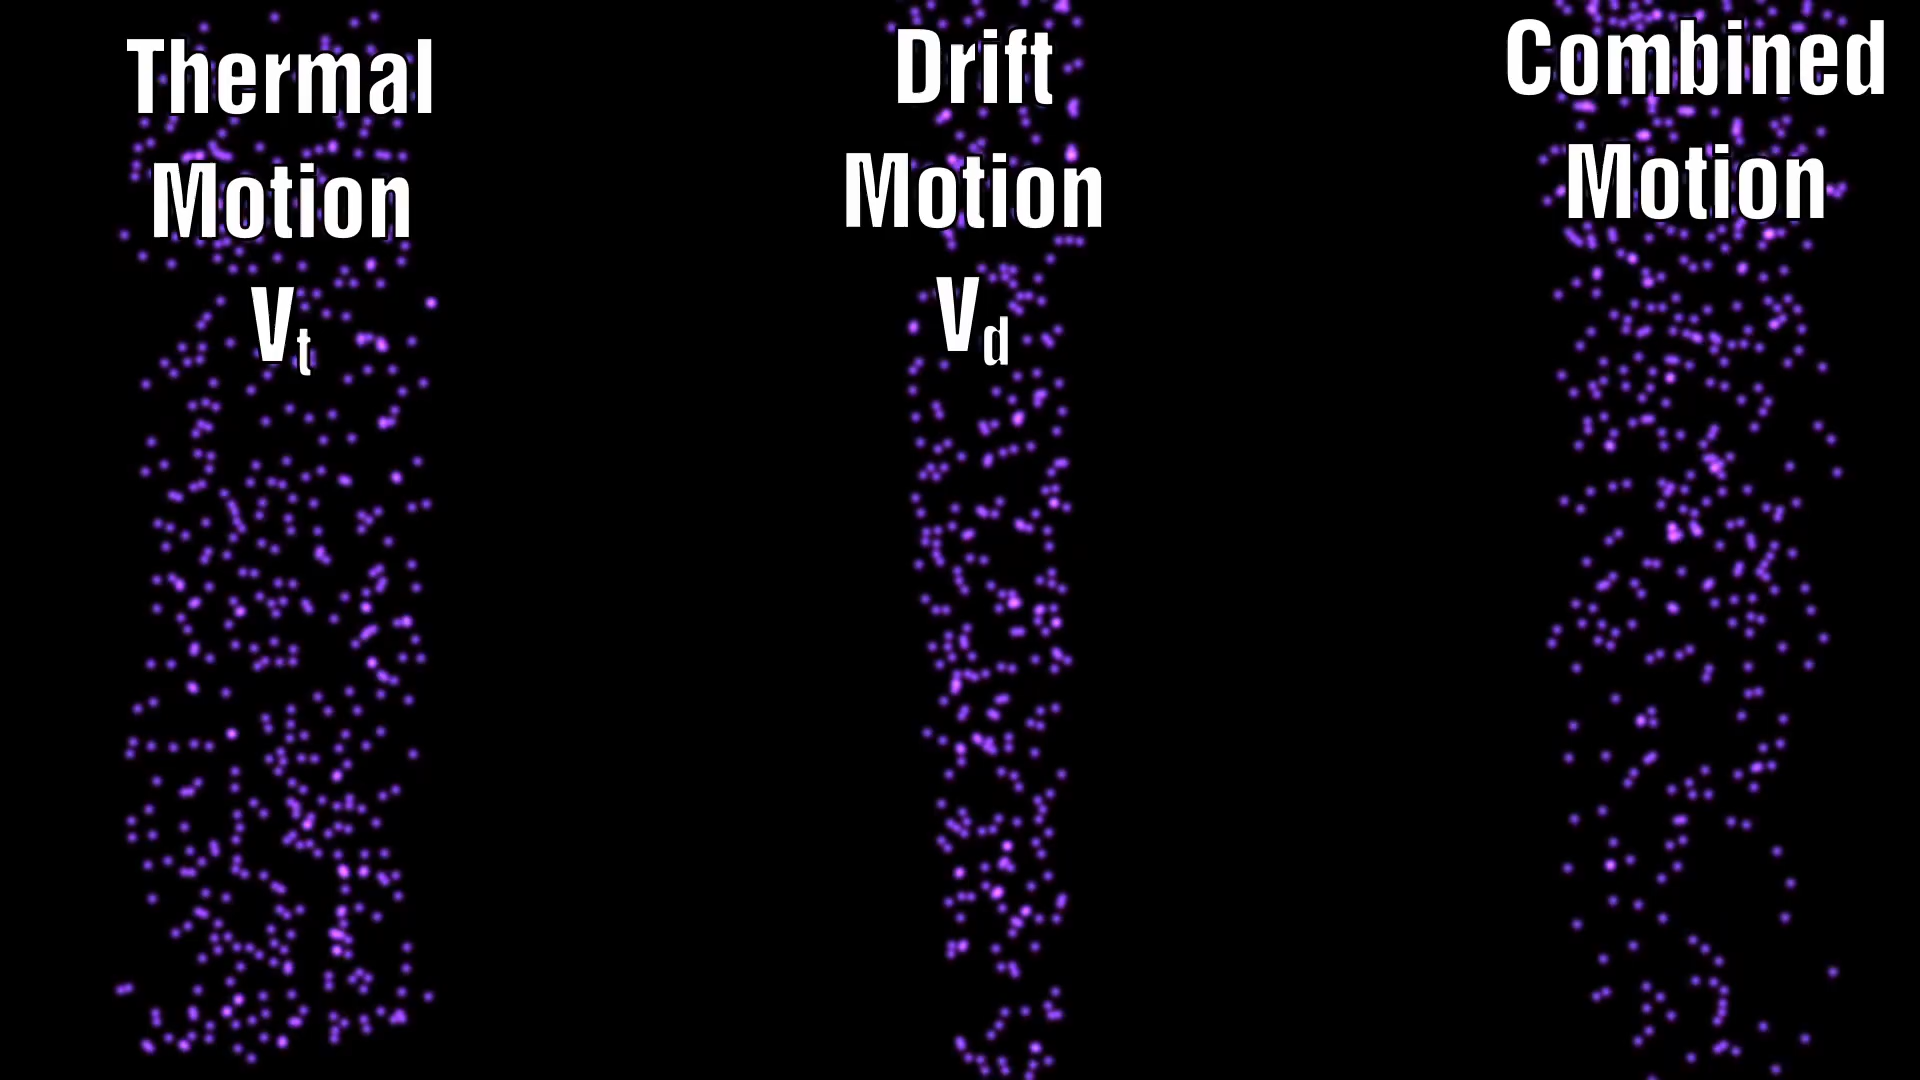 Thermal
Motion
Vt
Drift
Motion
Vd
Combined
Motion